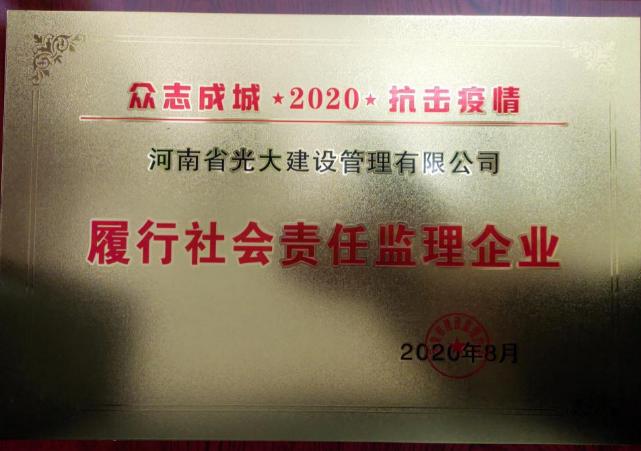 众志成城★2020★抗击疫情
河南省光大建设管理有限公司
履行社会责任监理企业
2020年8月